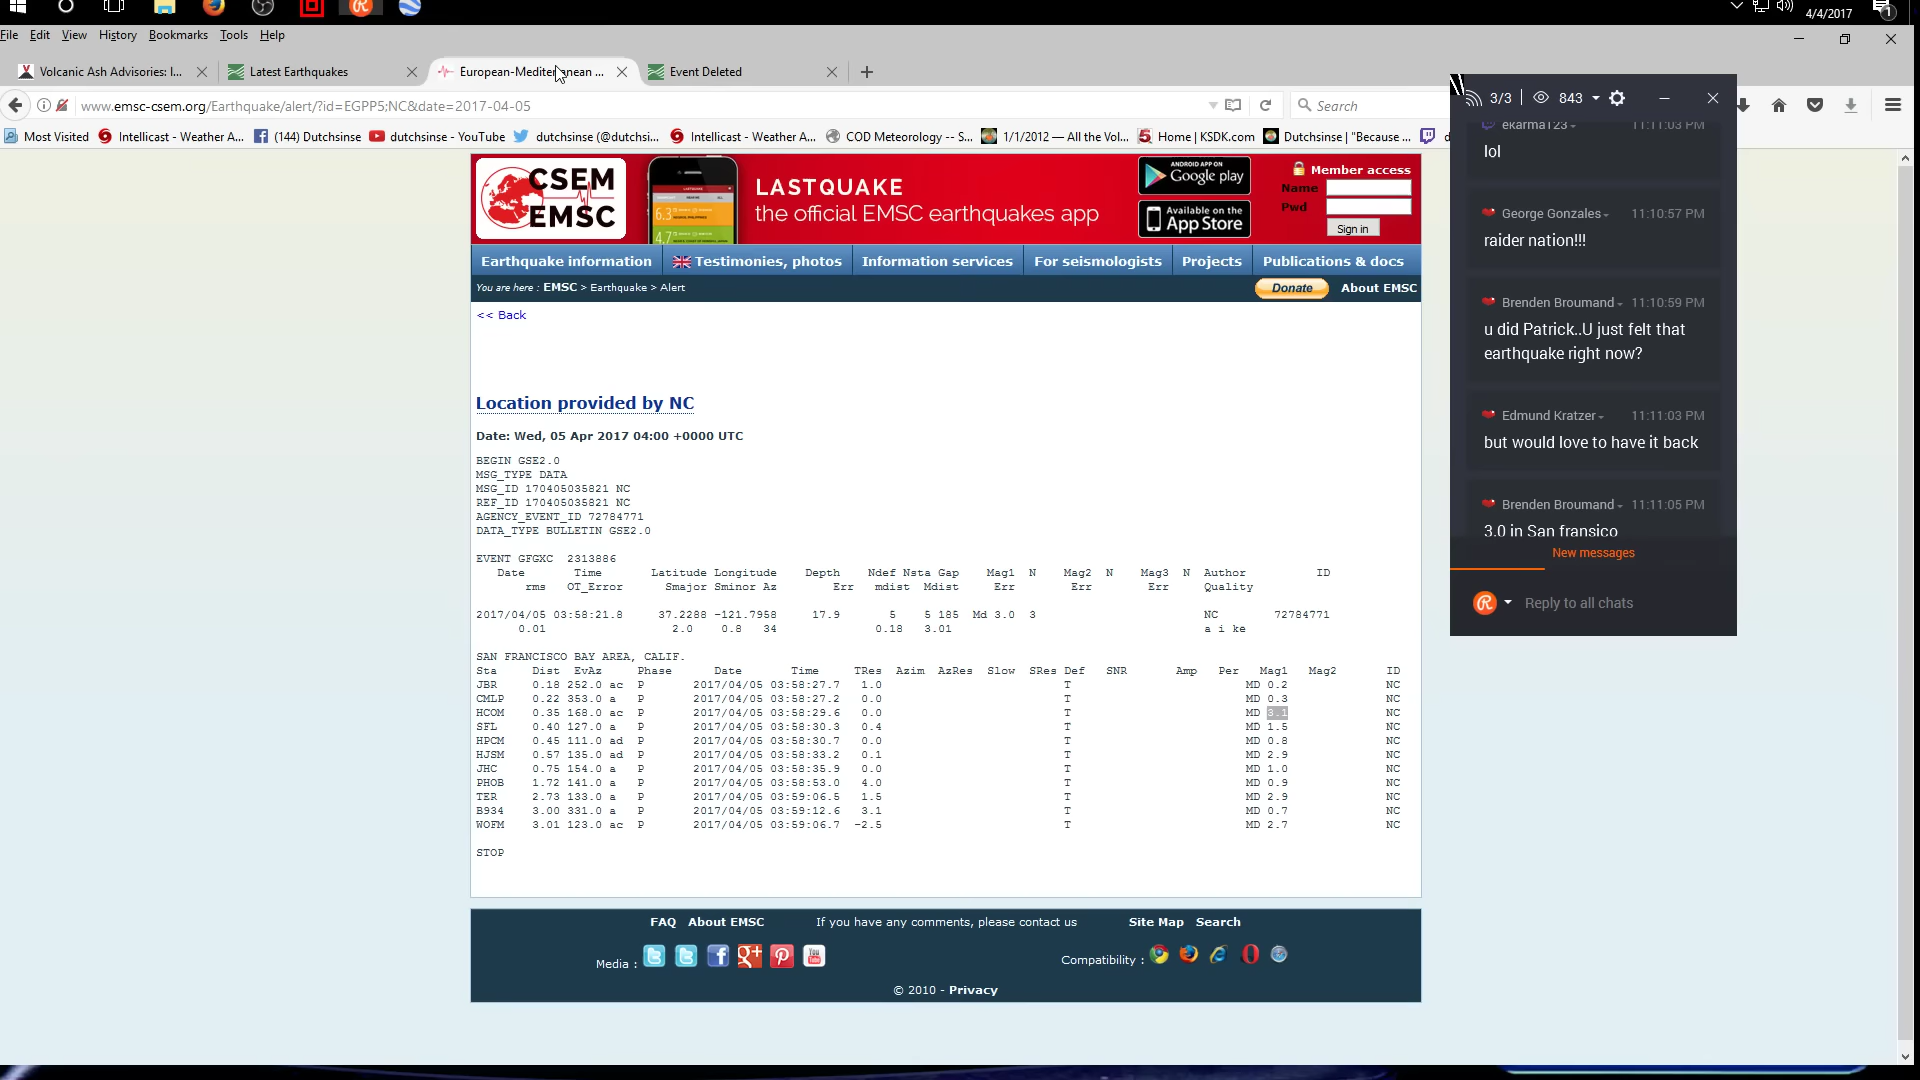 4/4/2017
1
File Edit View History Bookmarks Tools Help
Volcanic Ash Advisories: I...
Latest Earthquakes
European-Mediterranean ...
Event Deleted
www.emsc-csem.org/Earthquake/alert/?id=EGPP5;NC&date=2017-04-05
Search
Most Visited
Intellicast - Weather A...
(144) Dutchsinse
dutchsinse - YouTube
dutchsinse (@dutchsi...
Intellicast - Weather A...
COD Meteorology -- S...
1/1/2012 — All the Vol...
Home | KSDK.com
Dutchsinse | "Because ...
d
CSEM
EMSC
6.3
4.7
LASTQUAKE
the official EMSC earthquakes app
ANDROID APP ON
Google play
Available on the
App Store
Member access
Name
Pwd
Sign in
Earthquake information
Testimonies, photos
Information services
For seismologists
Projects
Publications & docs
You are here : EMSC > Earthquake > Alert
Donate
About EMSC
<< Back
Location provided by NC
Date: Wed, 05 Apr 2017 04:00 +0000 UTC
BEGIN GSE2.0
MSG_TYPE DATA
MSG_ID 170405035821 NC
REF_ID 170405035821 NC
AGENCY_EVENT_ID 72784771
DATA_TYPE BULLETIN GSE2.0
EVENT GFGXC 2313886
Date Time Latitude Longitude Depth Ndef Nsta Gap Mag1 N Mag2 N Mag3 N Author ID
rms OT_Error Smajor Sminor Az Err mdist Mdist Err Err Err Quality
2017/04/05 03:58:21.8 37.2288 -121.7958 17.9 5 5 185 Md 3.0 3 NC 72784771
0.01 2.0 0.8 34 0.18 3.01 a i ke
SAN FRANCISCO BAY AREA, CALIF.
Sta Dist EvAz Phase Date Time TRes Azim AzRes Slow SRes Def SNR Amp Per Mag1 Mag2 ID
JBR 0.18 252.0 ac P 2017/04/05 03:58:27.7 1.0 T MD 0.2 NC
CMLP 0.22 353.0 a P 2017/04/05 03:58:27.2 0.0 T MD 0.3 NC
HCOM 0.35 168.0 ac P 2017/04/05 03:58:29.6 0.0 T MD 3.1 NC
SFL 0.40 127.0 a P 2017/04/05 03:58:30.3 0.4 T MD 1.5 NC
HPCM 0.45 111.0 ad P 2017/04/05 03:58:30.7 0.0 T MD 0.8 NC
HJSM 0.57 135.0 ad P 2017/04/05 03:58:33.2 0.1 T MD 2.9 NC
JHC 0.75 154.0 a P 2017/04/05 03:58:35.9 0.0 T MD 1.0 NC
PHOB 1.72 141.0 a P 2017/04/05 03:58:53.0 4.0 T MD 0.9 NC
TER 2.73 133.0 a P 2017/04/05 03:59:06.5 1.5 T MD 2.9 NC
B934 3.00 331.0 a P 2017/04/05 03:59:12.6 3.1 T MD 0.7 NC
WOFM 3.01 123.0 ac P 2017/04/05 03:59:06.7 -2.5 T MD 2.7 NC
STOP
FAQ About EMSC If you have any comments, please contact us Site Map Search
Media :
Compatibility :
© 2010 - Privacy
3/3 843
ekarma123 11:11:03 PM
lol
George Gonzales 11:10:57 PM
raider nation!!!
Brenden Broumand 11:10:59 PM
u did Patrick..U just felt that
earthquake right now?
Edmund Kratzer 11:11:03 PM
but would love to have it back
Brenden Broumand 11:11:05 PM
3.0 in San fransico
New messages
Reply to all chats